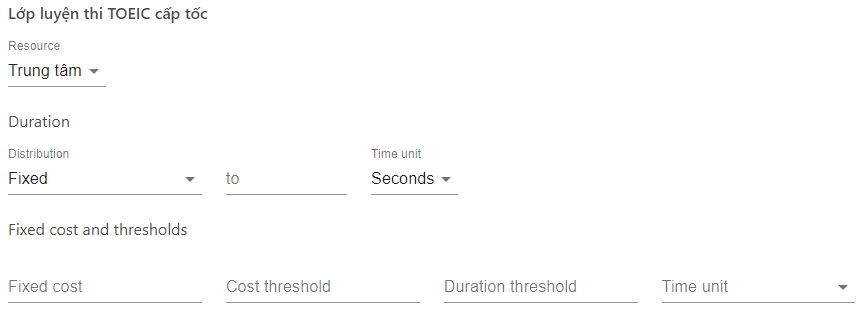 Lớp luyện thi TOEIC cấp tốc
Resource
Trung tâm
Duration
Distribution
Time unit
Fixed
to
Seconds
Fixed cost and thresholds
Fixed cost
Cost threshold
Duration threshold
Time unit